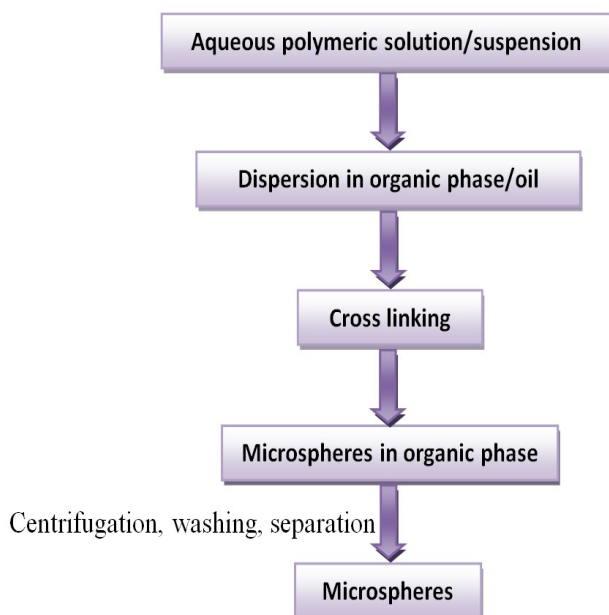 Aqueous polymeric solution/suspension
Dispersion in organic phase/oil
Cross linking
Microspheres in organic phase
Centrifugation, washing, separation
Microspheres